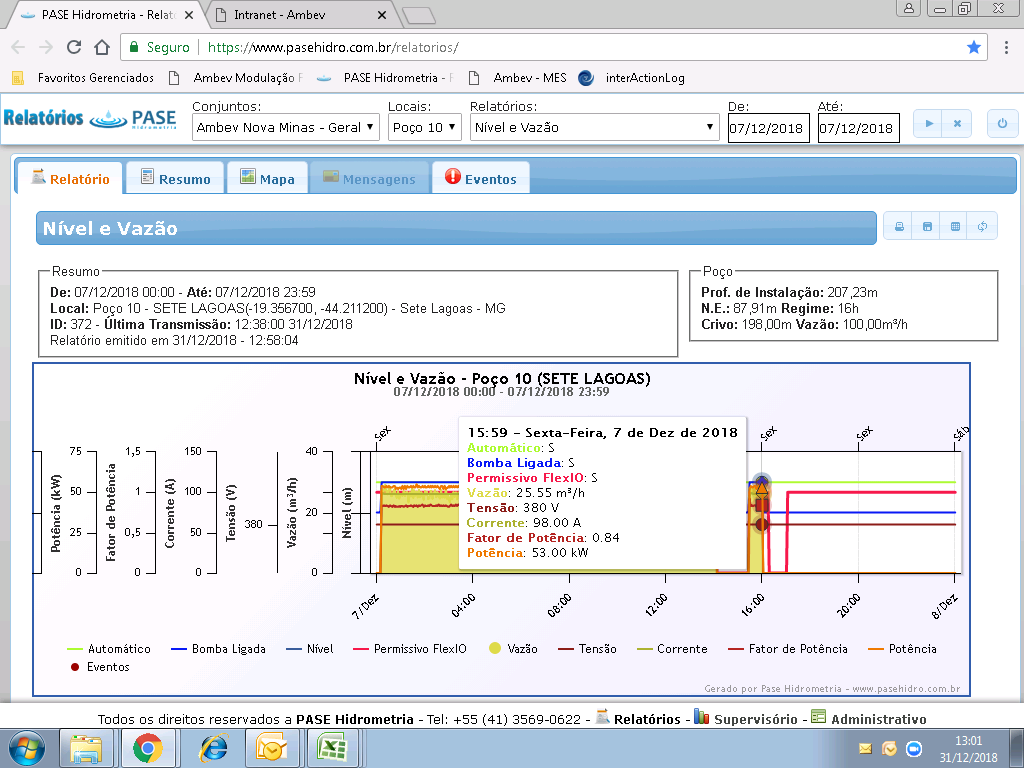 PASE Hidrometria - Relat
Intranet - Ambev
Seguro
https://www.pasehidro.com.br/relatorios/
Favoritos Gerenciados
Ambev Modulação F
PASE Hidrometria - F
Ambev - MES
interActionLog
Relatórios PASE Hidrometria
Conjuntos: Locais: Relatórios: De: Até:
Ambev Nova Minas - Geral Poço 10 Nível e Vazão 07/12/2018 07/12/2018
Relatório Resumo Mapa Mensagens Eventos
Nível e Vazão
Resumo
De: 07/12/2018 00:00 - Até: 07/12/2018 23:59
Local: Poço 10 - SETE LAGOAS(-19.356700, -44.211200) - Sete Lagoas - MG
ID: 372 - Última Transmissão: 12:38:00 31/12/2018
Relatório emitido em 31/12/2018 - 12:58:04
Poço
Prof. de Instalação: 207,23m
N.E.: 87,91m Regime: 16h
Crivo: 198,00m Vazão: 100,00m³/h
Nível e Vazão - Poço 10 (SETE LAGOAS)
07/12/2018 00:00 - 07/12/2018 23:59
Sex Sex Sex Sáb
Potência (kW)
75
50
25
0
Fator de Potência
1,5
1
0,5
0
Corrente (A)
150
100
50
0
Tensão (V)
380
Vazão (m³/h)
40
20
0
Nível (m)
15:59 - Sexta-Feira, 7 de Dez de 2018
Automático: S
Bomba Ligada: S
Permissivo FlexIO: S
Vazão: 25.55 m³/h
Tensão: 380 V
Corrente: 98.00 A
Fator de Potência: 0.84
Potência: 53.00 kW
7/Dez 04:00 08:00 12:00 16:00 20:00 8/Dez
Automático Bomba Ligada Nível Permissivo FlexIO Vazão Tensão Corrente Fator de Potência Potência
Eventos
Gerado por Pase Hidrometria - www.pasehidro.com.br
Todos os direitos reservados a PASE Hidrometria - Tel: +55 (41) 3569-0622 - Relatórios - Supervisório - Administrativo
13:01
31/12/2018